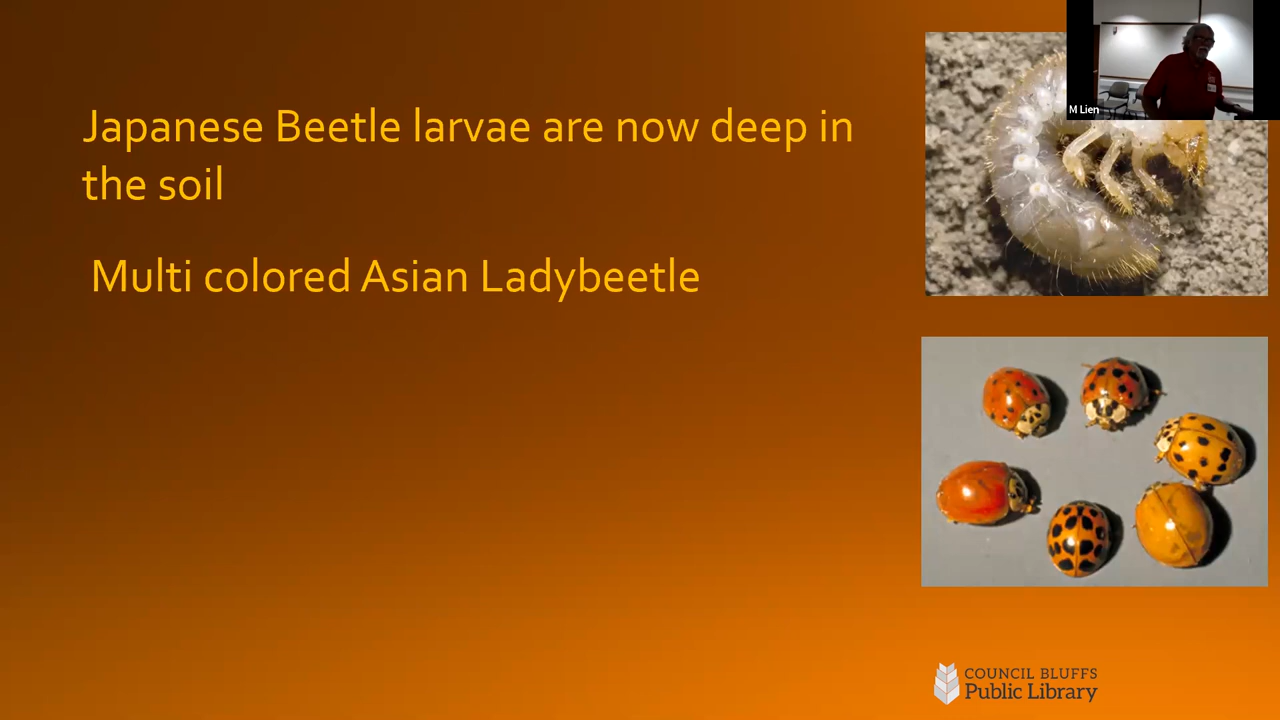 M Lien
Japanese Beetle larvae are now deep in
the soil
Multi colored Asian Ladybeetle
COUNCIL BLUFFS
Public Library